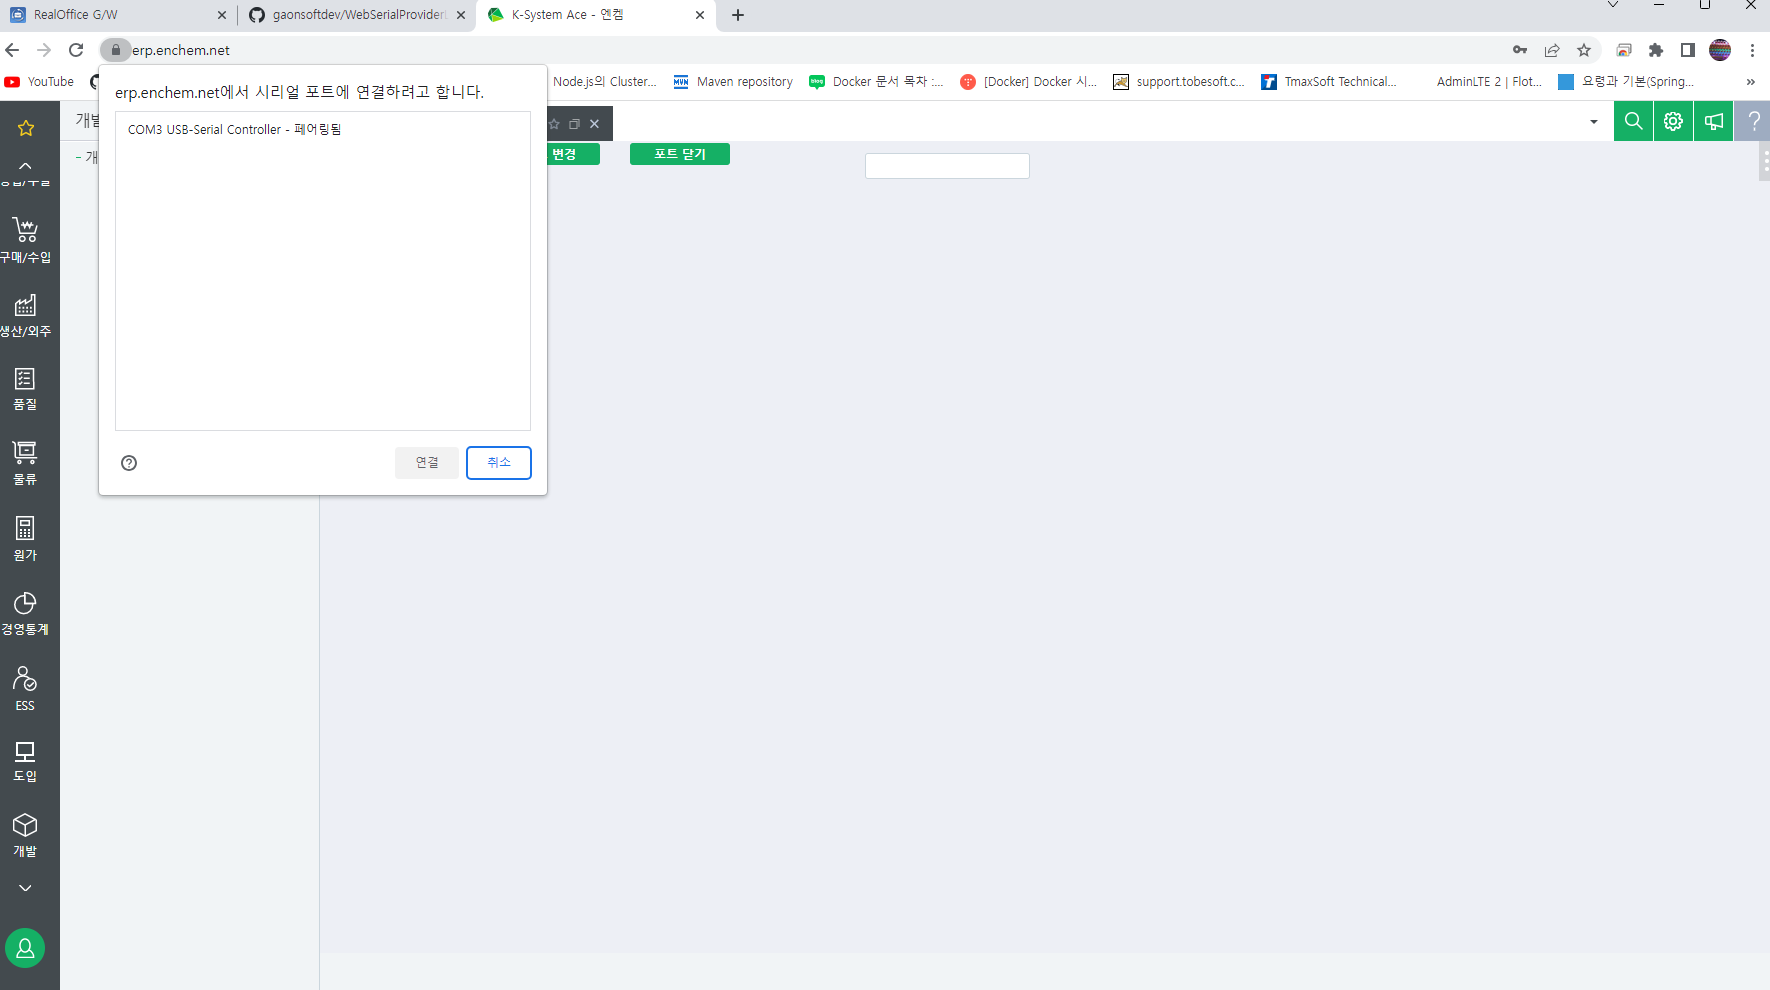 RealOffice G/W
gaonsoftdev/WebSerialProvider
K-System Ace - 엔켐
erp.enchem.net
YouTube
Node.js의 Cluster...
Maven repository
Docker 문서 목차 :...
[Docker] Docker 시...
support.tobesoft.c...
TmaxSoft Technical...
AdminLTE 2 | Flot...
요령과 기본(Spring...
erp.enchem.net에서 시리얼 포트에 연결하려고 합니다.
COM3 USB-Serial Controller - 페어링됨
연결
취소
변경
포트 닫기
구매/수입
생산/외주
품질
물류
원가
경영통계
ESS
도입
개발